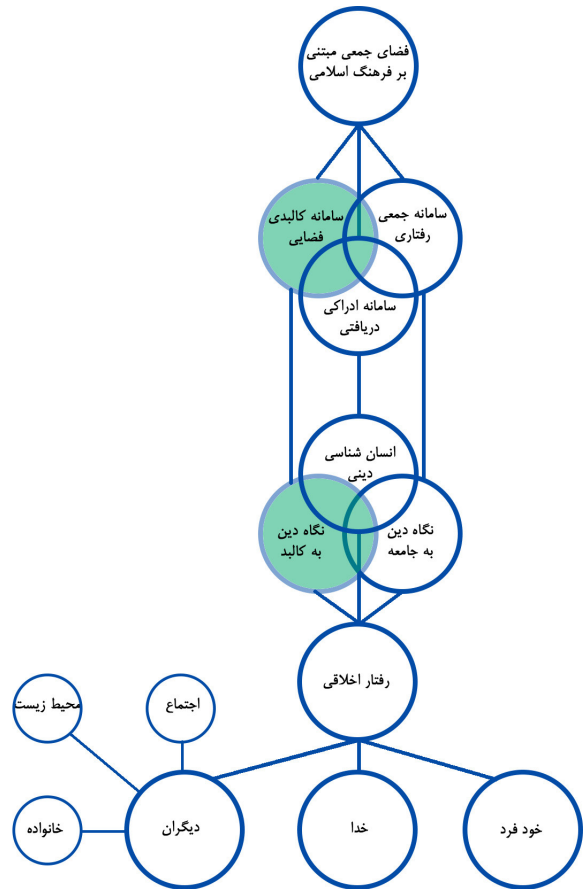 فضای جمعی مبتنی
بر فرهنگ اسلامی
سامانه جمعی
رفتاری
سامانه کالبدی
فضایی
سامانه ادراکی
دریافتی
انسان شناسی
دینی
نگاه دین
به جامعه
نگاه دین
به کالبد
رفتار اخلاقی
اجتماع
محیط زیست
خود فرد
خدا
دیگران
خانواده